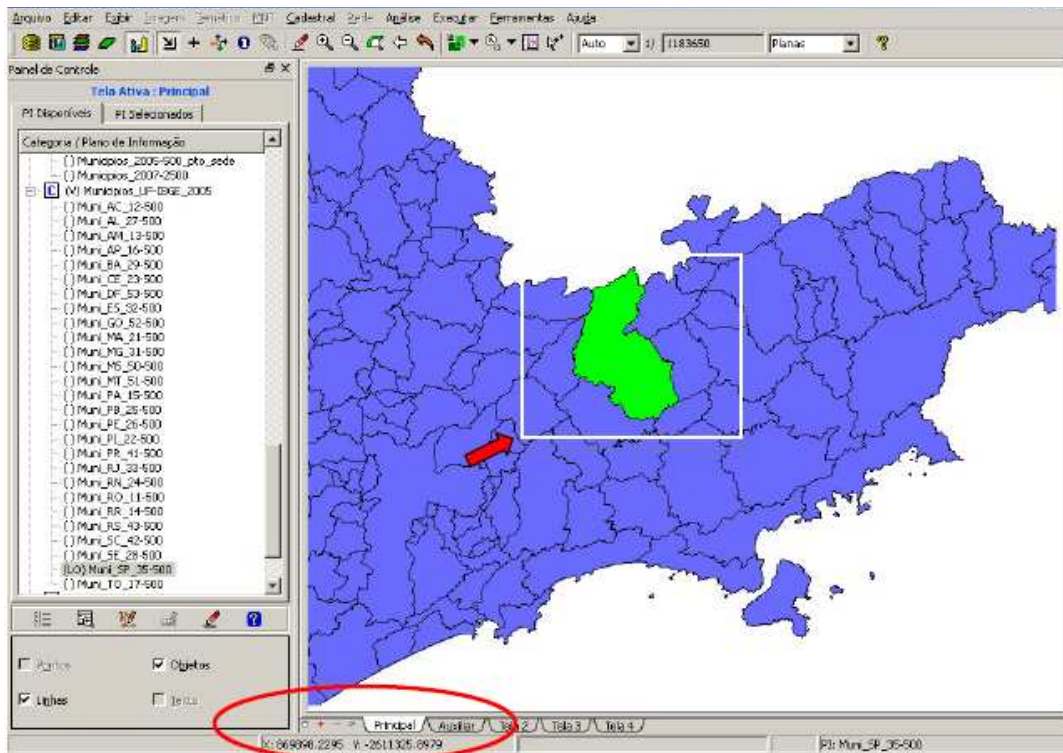 Arquivo Editar Exibir Imagem Temático MNT Cadastral Rede Análise Executar Ferramentas Ajuda
Auto 1/ 1183650 Planas
Painel de Controle
Tela Ativa : Principal
PI Disponíveis PI Selecionados
Categoria / Plano de Informação
() Municipios_2005-500_pto_sede
() Municipios_2007-2500
(V) Municipios_UF-IBGE_2005
() Muni_AC_12-500
() Muni_AL_27-500
() Muni_AM_13-500
() Muni_AP_16-500
() Muni_BA_29-500
() Muni_CE_23-500
() Muni_DF_53-500
() Muni_ES_32-500
() Muni_GO_52-500
() Muni_MA_21-500
() Muni_MG_31-500
() Muni_MS_50-500
() Muni_MT_51-500
() Muni_PA_15-500
() Muni_PB_25-500
() Muni_PE_26-500
() Muni_PI_22-500
() Muni_PR_41-500
() Muni_RJ_33-500
() Muni_RN_24-500
() Muni_RO_11-500
() Muni_RR_14-500
() Muni_RS_43-500
() Muni_SC_42-500
() Muni_SE_28-500
(LO) Muni_SP_35-500
() Muni_TO_17-500
Pontos Objetos
Linhas Texto
Principal Auxiliar Tela 2 Tela 3 Tela 4
X: 869898.2295 Y: -2611325.8979 PI: Muni_SP_35-500